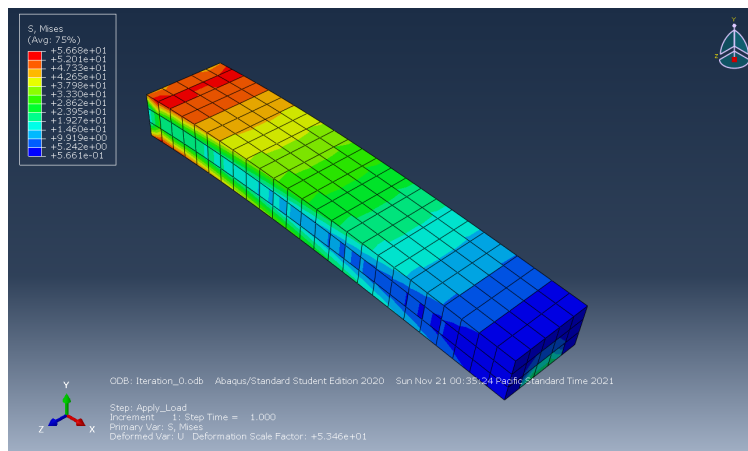 S, Mises
(Avg: 75%)
+5.668e+01
+5.201e+01
+4.733e+01
+4.265e+01
+3.798e+01
+3.330e+01
+2.862e+01
+2.395e+01
+1.927e+01
+1.460e+01
+9.919e+00
+5.242e+00
+5.661e-01
Y
Z
ODB: Iteration_0.odb Abaqus/Standard Student Edition 2020 Sun Nov 21 00:35:24 Pacific Standard Time 2021
Y
Z
X
Step: Apply_Load
Increment 1: Step Time = 1.000
Primary Var: S, Mises
Deformed Var: U Deformation Scale Factor: +5.346e+01